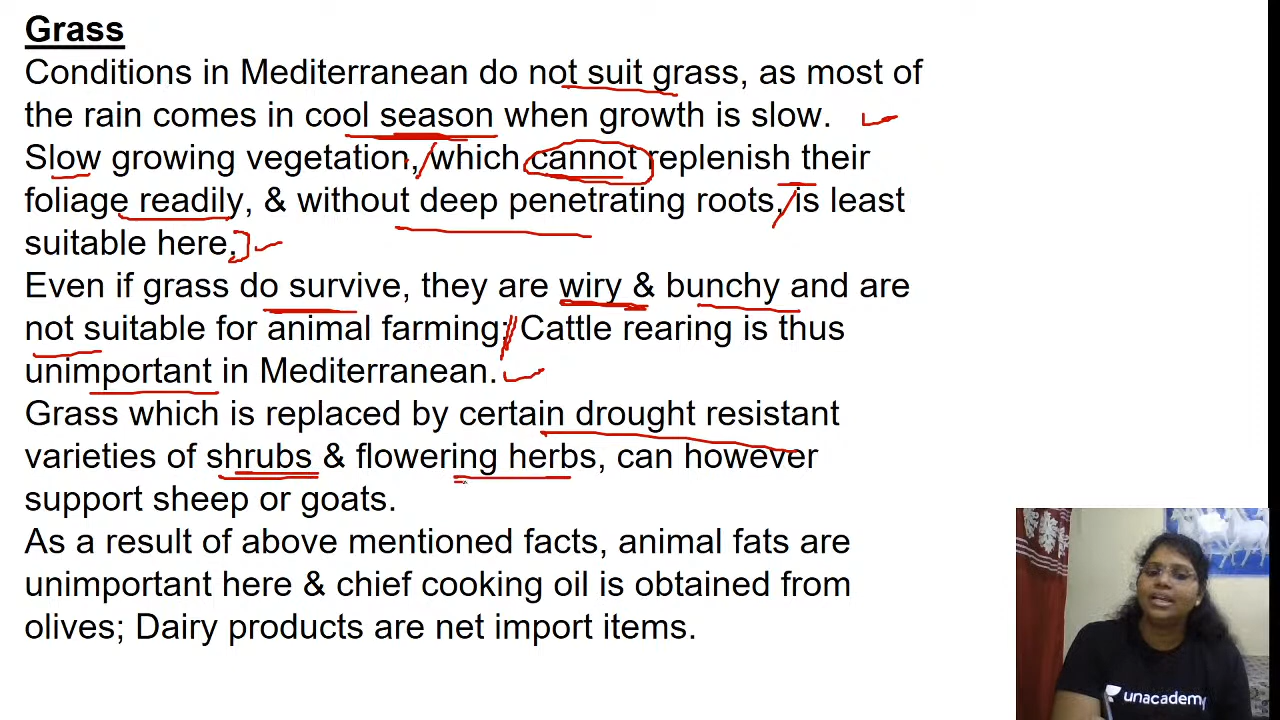 Grass
Conditions in Mediterranean do not suit grass, as most of
the rain comes in cool season when growth is slow.
Slow growing vegetation, which cannot replenish their
foliage readily, & without deep penetrating roots, is least
suitable here.
Even if grass do survive, they are wiry & bunchy and are
not suitable for animal farming; Cattle rearing is thus
unimportant in Mediterranean.
Grass which is replaced by certain drought resistant
varieties of shrubs & flowering herbs, can however
support sheep or goats.
As a result of above mentioned facts, animal fats are
unimportant here & chief cooking oil is obtained from
olives; Dairy products are net import items.
unacademy